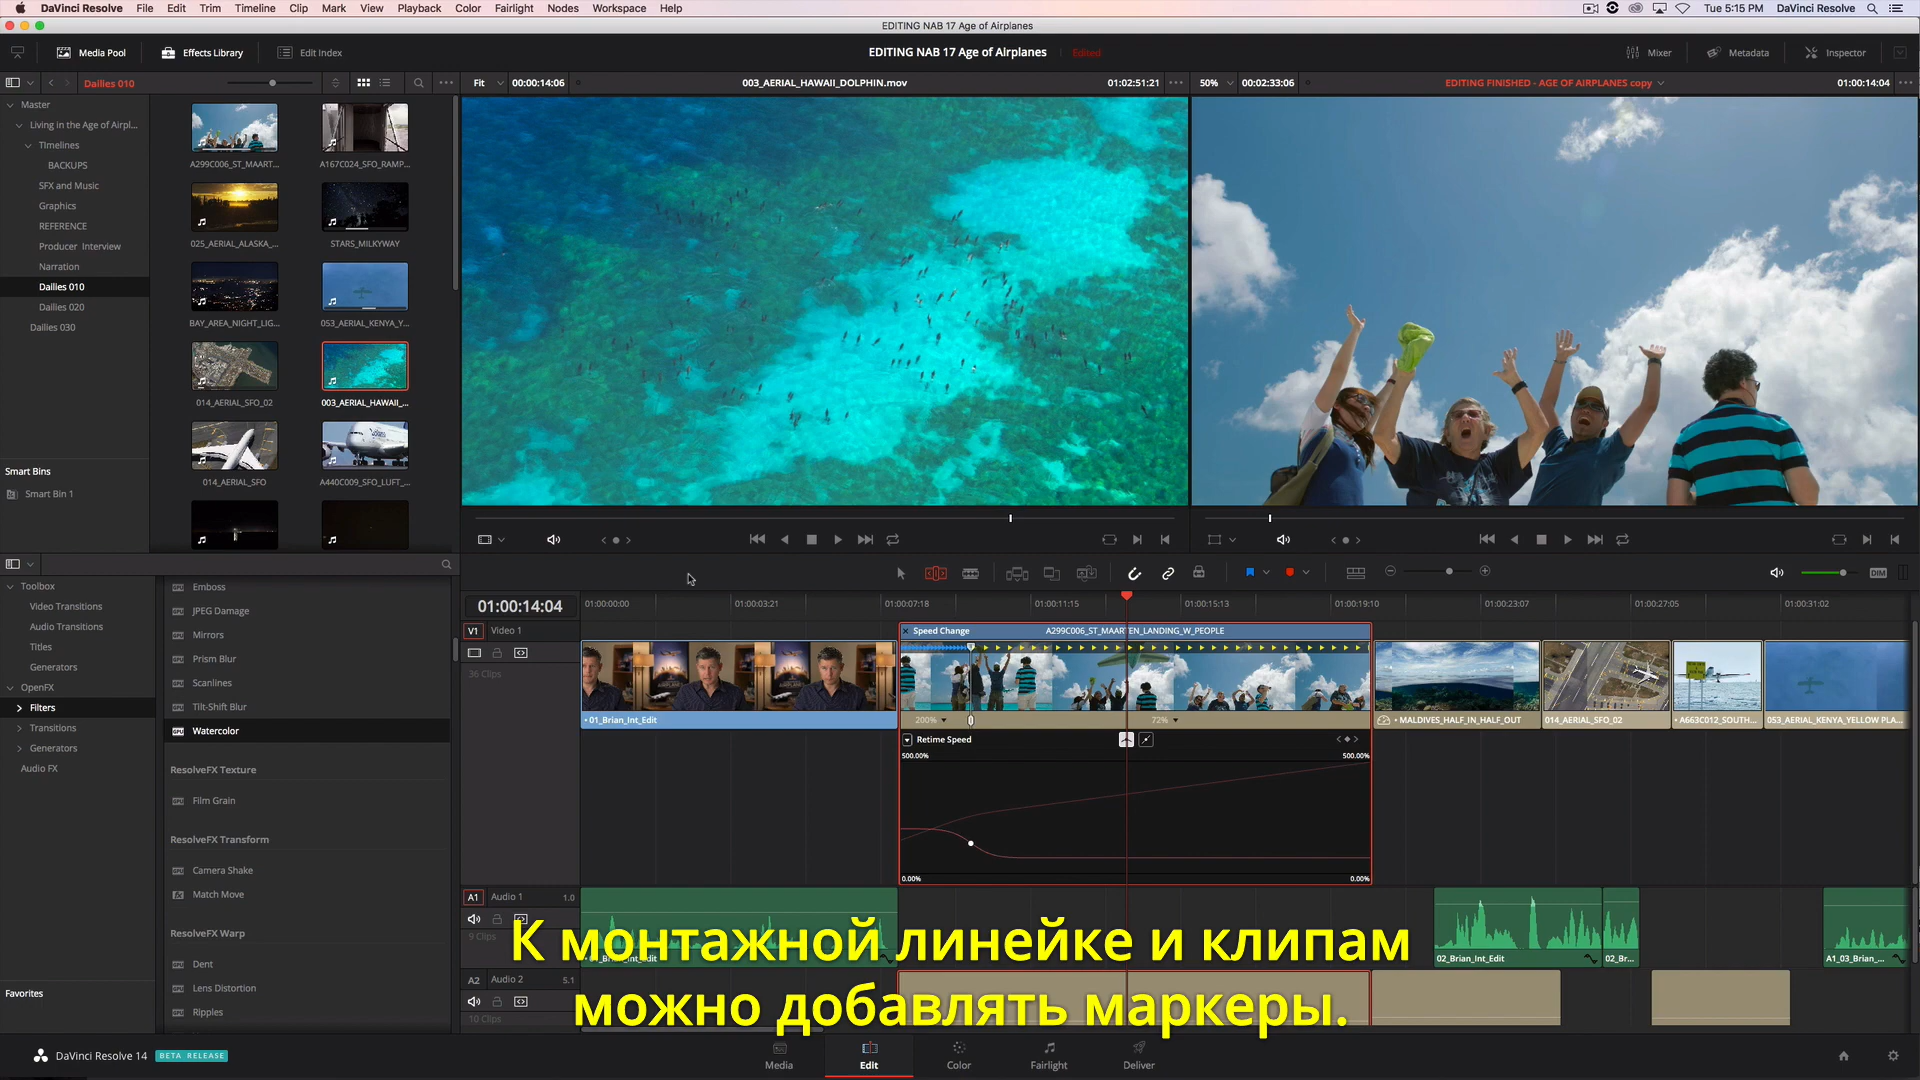 DaVinci Resolve File Edit Trim Timeline Clip Mark View Playback Color Fairlight Nodes Workspace Help
Tue 5:15 PM DaVinci Resolve
EDITING NAB 17 Age of Airplanes
Media Pool Effects Library Edit Index
EDITING NAB 17 Age of Airplanes Edited
Mixer Metadata Inspector
Dailies 010
Fit 00:00:14:06 003_AERIAL_HAWAII_DOLPHIN.mov 01:02:51:21
50% 00:02:33:06 EDITING FINISHED - AGE OF AIRPLANES copy 01:00:14:04
Master
Living in the Age of Airpl...
Timelines
BACKUPS
SFX and Music
Graphics
REFERENCE
Producer Interview
Narration
Dailies 010
Dailies 020
Dailies 030
Smart Bins
Smart Bin 1
A299C006_ST_MAART... A167C024_SFO_RAMP...
025_AERIAL_ALASKA_... STARS_MILKYWAY
BAY_AREA_NIGHT_LIG... 053_AERIAL_KENYA_Y...
014_AERIAL_SFO_02 003_AERIAL_HAWAII_...
014_AERIAL_SFO A440C009_SFO_LUFT_...
Toolbox
Video Transitions
Audio Transitions
Titles
Generators
OpenFX
Filters
Transitions
Generators
Audio FX
Favorites
Emboss
JPEG Damage
Mirrors
Prism Blur
Scanlines
Tilt-Shift Blur
Watercolor
ResolveFX Texture
Film Grain
ResolveFX Transform
Camera Shake
Match Move
ResolveFX Warp
Dent
Lens Distortion
Ripples
DIM
01:00:14:04
01:00:00:00 01:00:03:21 01:00:07:18 01:00:11:15 01:00:15:13 01:00:19:10 01:00:23:07 01:00:27:05 01:00:31:02
V1 Video 1
36 Clips
Speed Change A299C006_ST_MAARTEN_LANDING_W_PEOPLE
01_Brian_Int_Edit
200% 72%
MALDIVES_HALF_IN_HALF_OUT
014_AERIAL_SFO_02
A663C012_SOUTH...
053_AERIAL_KENYA_YELLOW PLA...
Retime Speed
500.00% 500.00%
0.00% 0.00%
A1 Audio 1 1.0
9 Clips
01_Brian_Int_Edit
02_Brian_Int_Edit
02_Br...
A1_03_Brian_...
A2 Audio 2 5.1
10 Clips
К монтажной линейке и клипам
можно добавлять маркеры.
DaVinci Resolve 14 BETA RELEASE
Media Edit Color Fairlight Deliver